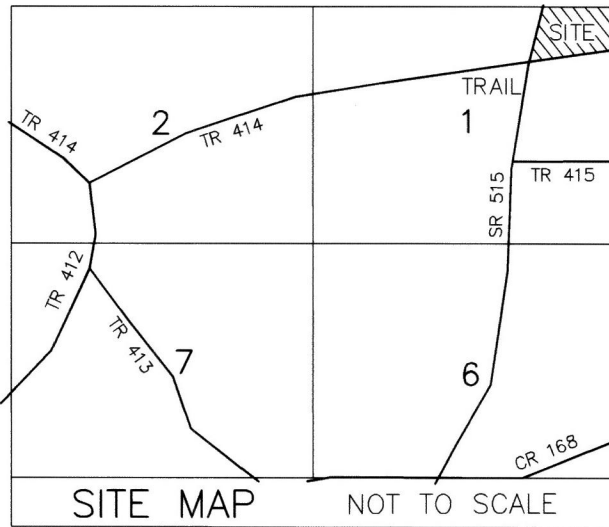 SITE
TRAIL
TR 414
2
TR 414
1
TR 415
SR 515
TR 412
TR 413
7
6
CR 168
SITE MAP
NOT TO SCALE